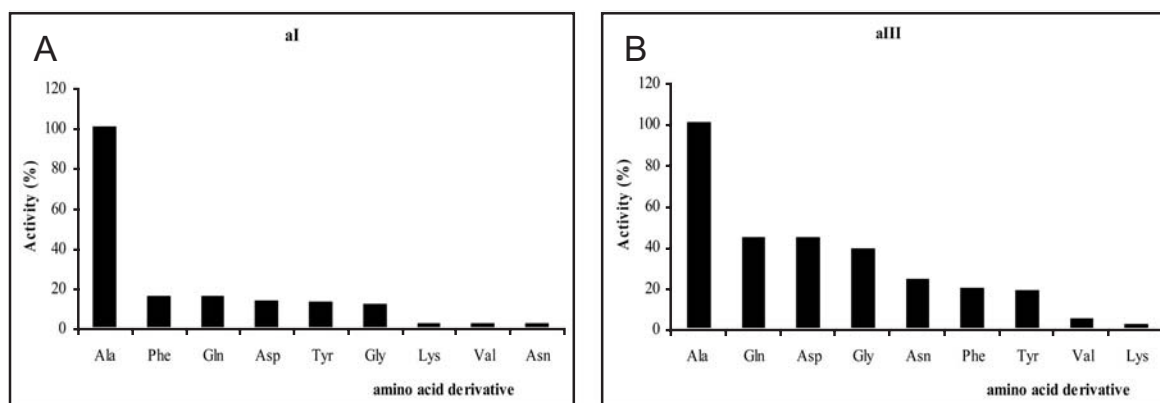 A
aI
120
100
80
60
40
20
0
Activity (%)
Ala Phe Gln Asp Tyr Gly Lys Val Asn
amino acid derivative
B
aIII
120
100
80
60
40
20
0
Activity (%)
Ala Gln Asp Gly Asn Phe Tyr Val Lys
amino acid derivative